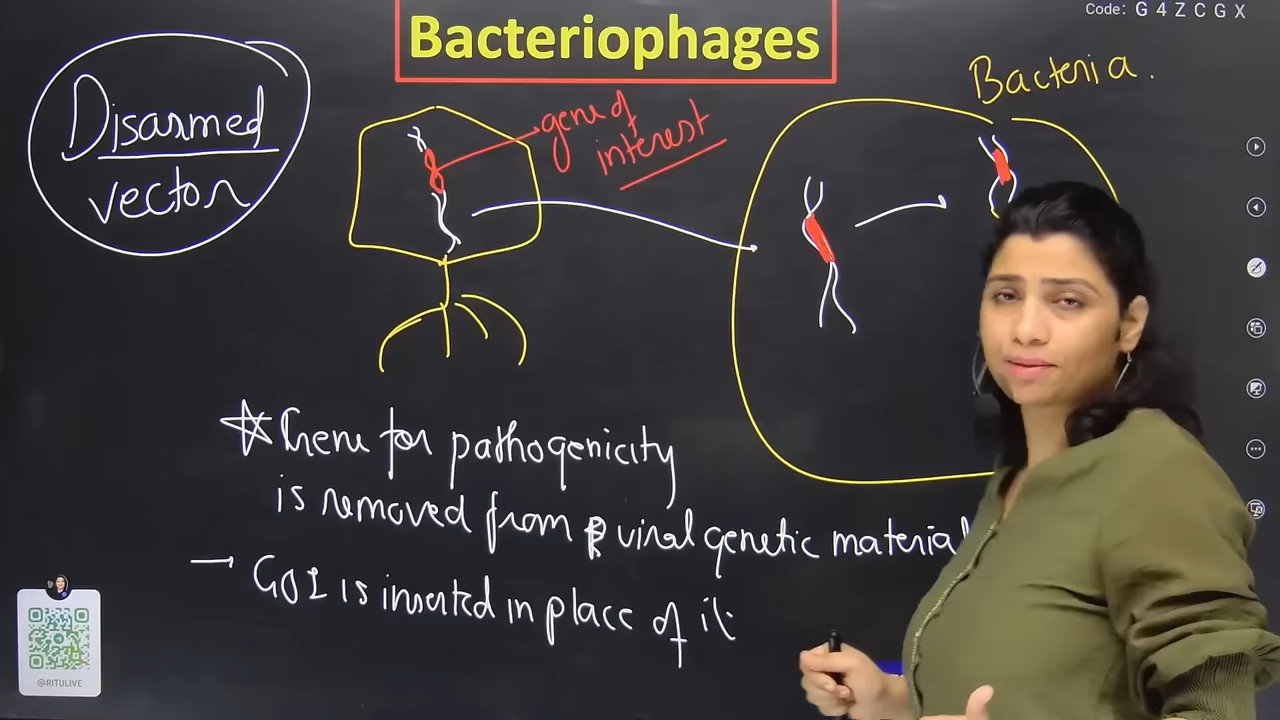 Code: G 4 Z C G X
Bacteriophages
Disarmed
vector
gene of
interest
Bacteria.
Gene for pathogenicity
is removed from viral genetic material
→ GOI is inserted in place of it
@RITULIVE